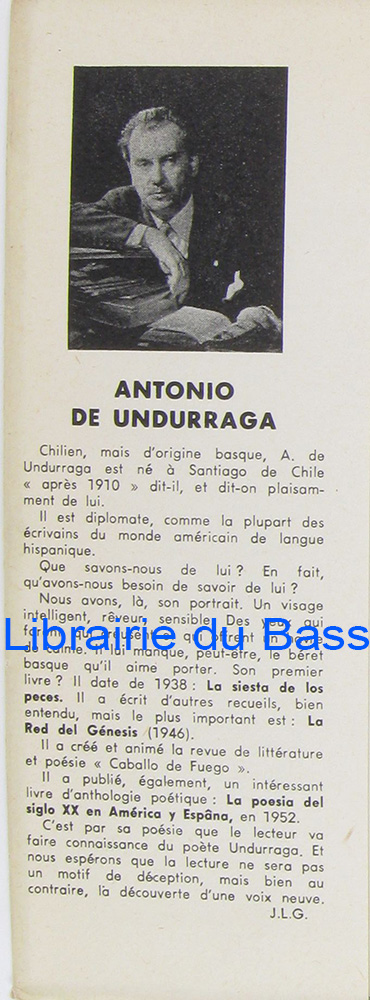 ANTONIO
DE UNDURRAGA
Chilien, mais d'origine basque, A. de
Undurraga est né à Santiago de Chile
« après 1910 » dit-il, et dit-on plaisam-
ment de lui.
Il est diplomate, comme la plupart des
écrivains du monde américain de langue
hispanique.
Que savons-nous de lui ? En fait,
qu'avons-nous besoin de savoir de lui ?
Nous avons, là, son portrait. Un visage
intelligent, rêveur, sensible. Des yeux qui
Librairie du Bass
Il lui manque, peut-être, le béret
basque qu'il aime porter. Son premier
livre ? Il date de 1938 : La siesta de los
peces. Il a écrit d'autres recueils, bien
entendu, mais le plus important est : La
Red del Génesis (1946).
Il a créé et animé la revue de littérature
et poésie « Caballo de Fuego ».
Il a publié, également, un intéressant
livre d'anthologie poétique : La poesia del
siglo XX en América y Espâna, en 1952.
C'est par sa poésie que le lecteur va
faire connaissance du poète Undurraga. Et
nous espérons que la lecture ne sera pas
un motif de déception, mais bien au
contraire, la découverte d'une voix neuve.
J.L.G.